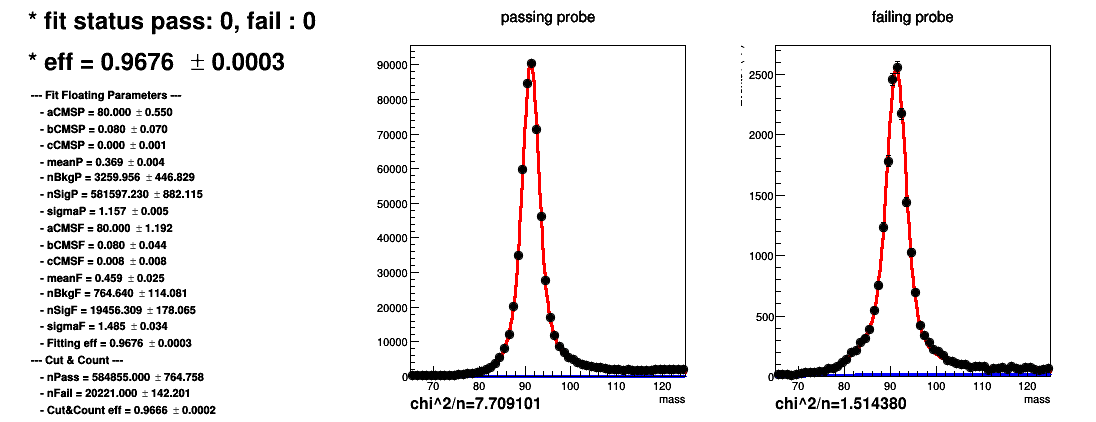 * fit status pass: 0, fail : 0
* eff = 0.9676 ± 0.0003
--- Fit Floating Parameters ---
- aCMSP = 80.000 ± 0.550
- bCMSP = 0.080 ± 0.070
- cCMSP = 0.000 ± 0.001
- meanP = 0.369 ± 0.004
- nBkgP = 3259.956 ± 446.829
- nSigP = 581597.230 ± 882.115
- sigmaP = 1.157 ± 0.005
- aCMSF = 80.000 ± 1.192
- bCMSF = 0.080 ± 0.044
- cCMSF = 0.008 ± 0.008
- meanF = 0.459 ± 0.025
- nBkgF = 764.640 ± 114.081
- nSigF = 19456.309 ± 178.065
- sigmaF = 1.485 ± 0.034
- Fitting eff = 0.9676 ± 0.0003
--- Cut & Count ---
- nPass = 584855.000 ± 764.758
- nFail = 20221.000 ± 142.201
- Cut&Count eff = 0.9666 ± 0.0002
passing probe
90000
80000
70000
60000
50000
40000
30000
20000
10000
0
70 80 90 100 110 120
mass
chi^2/n=7.709101
failing probe
2500
2000
1500
1000
500
0
70 80 90 100 110 120
mass
chi^2/n=1.514380